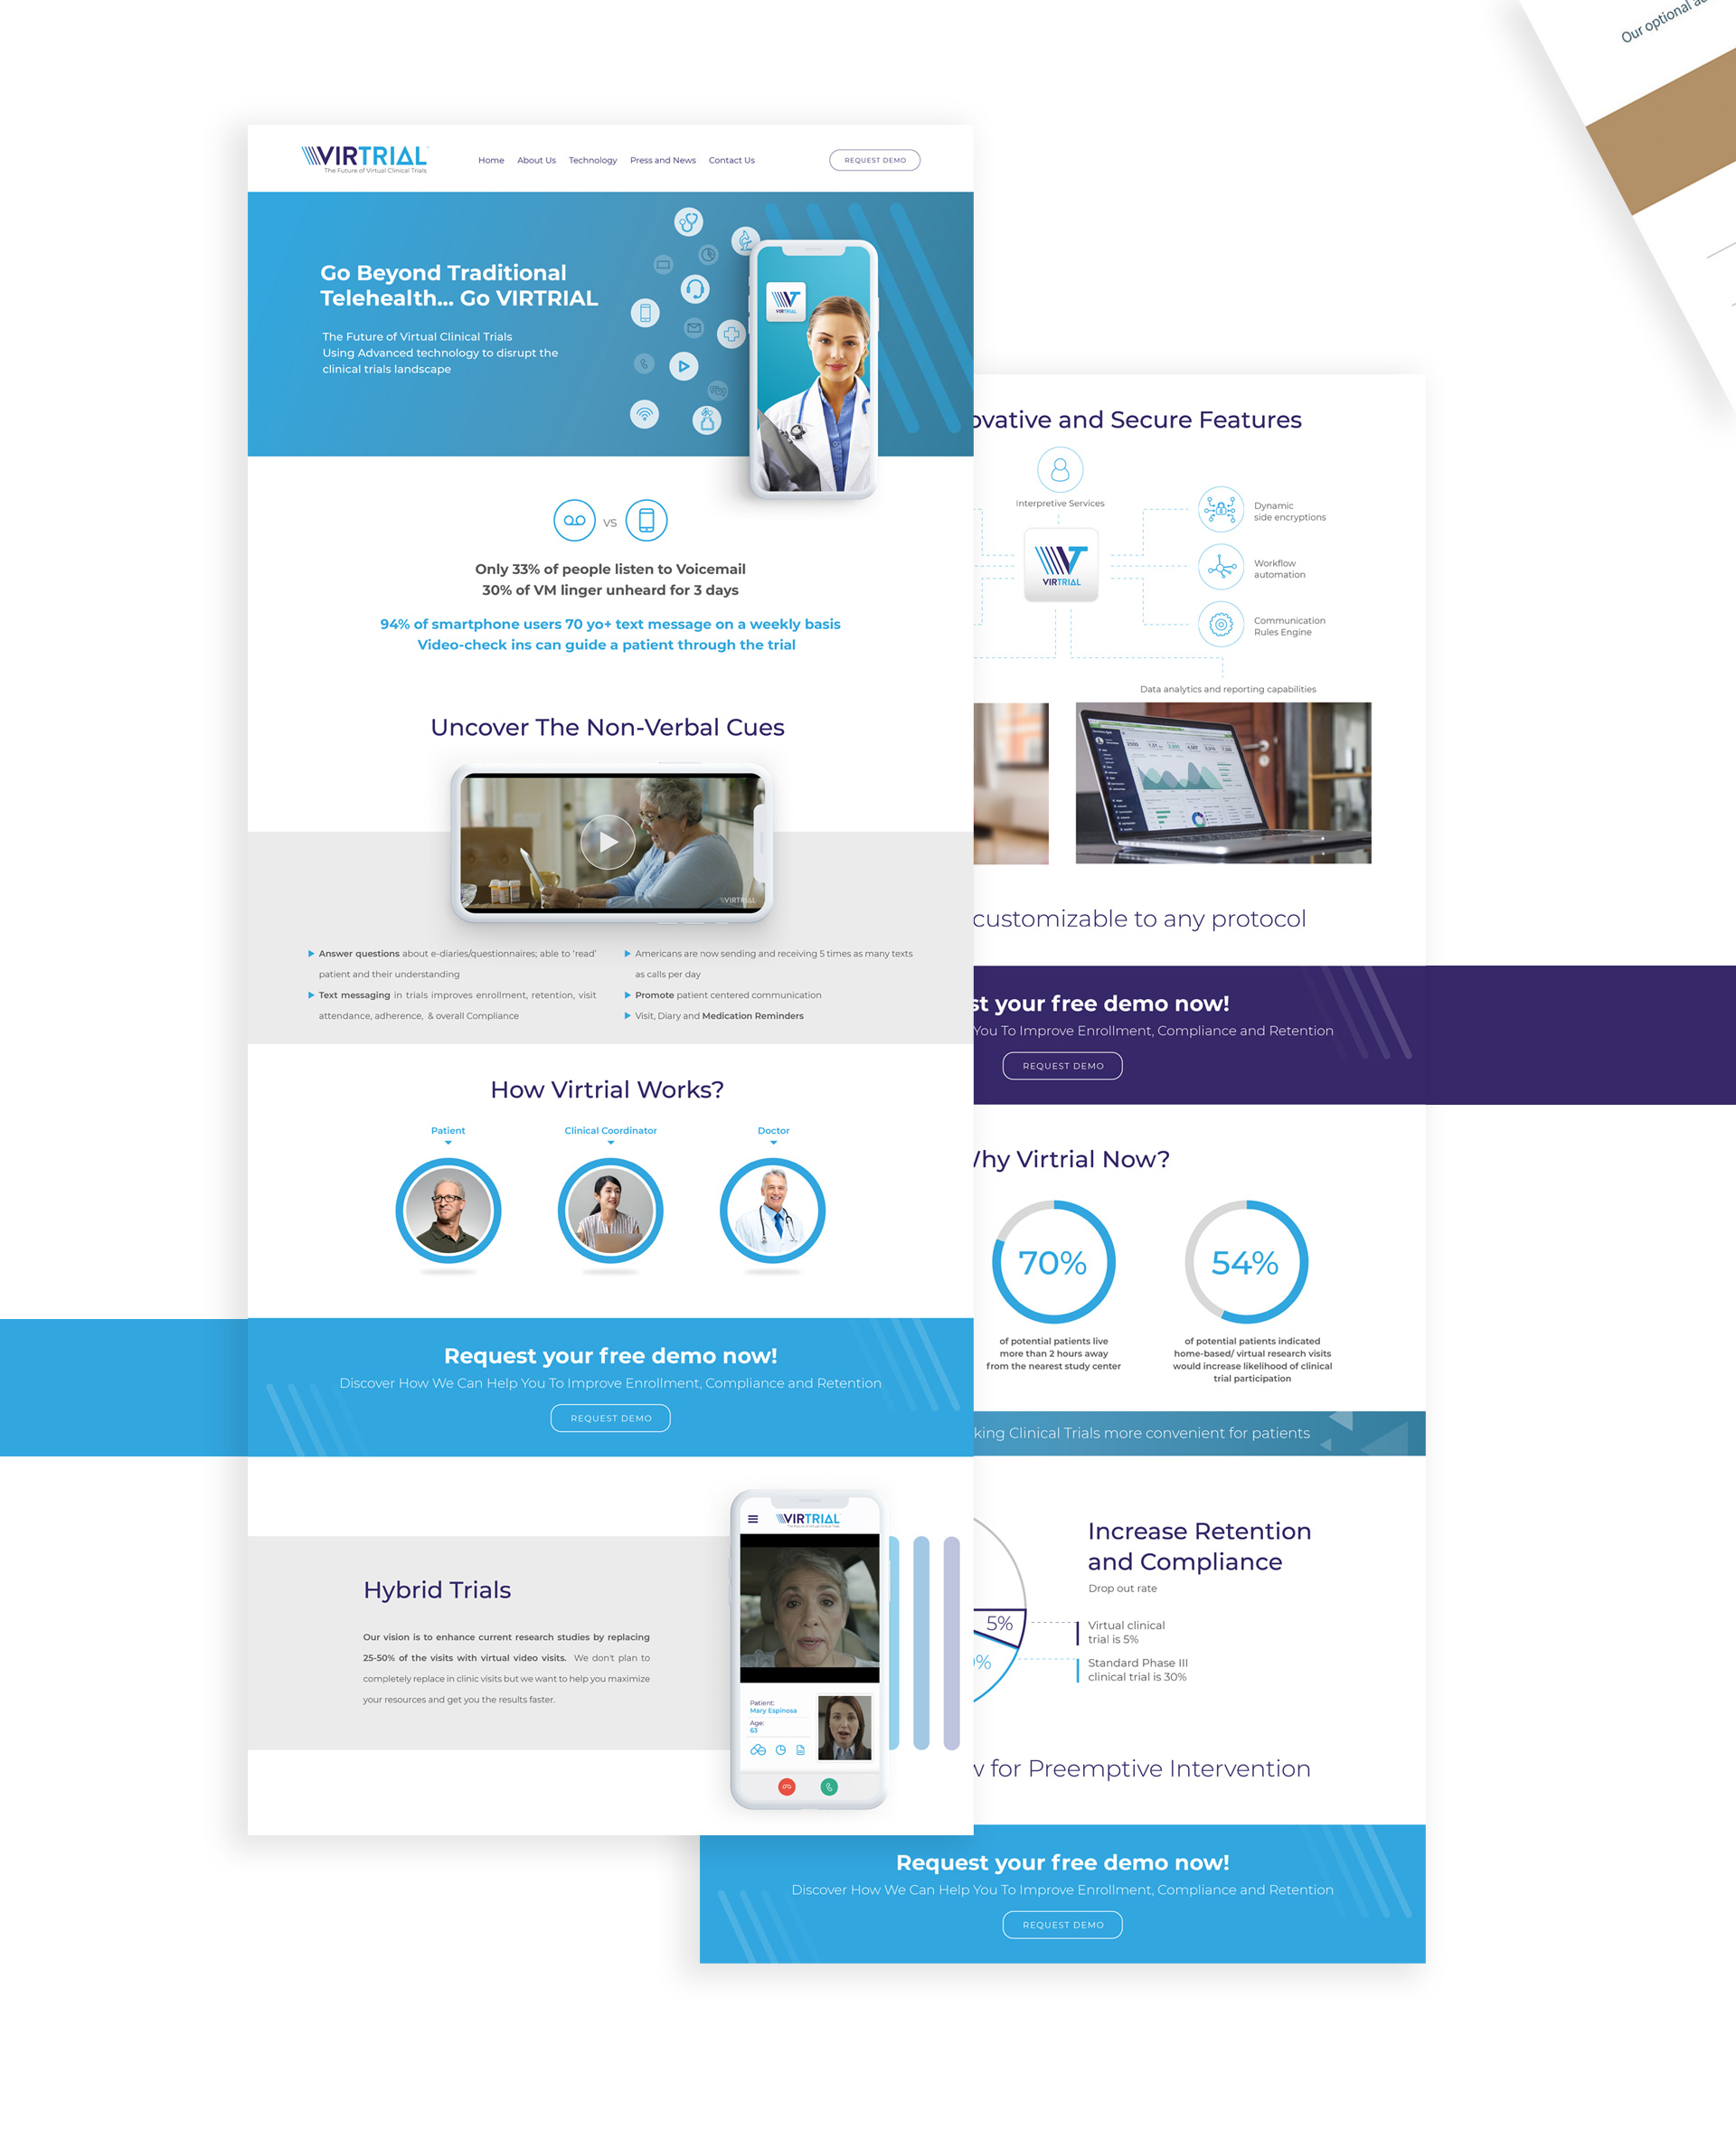 Our optional
VIRTRIAL
The Future of Virtual Clinical Trials
Home About Us Technology Press and News Contact Us
REQUEST DEMO
Go Beyond Traditional
Telehealth... Go VIRTRIAL
The Future of Virtual Clinical Trials
Using Advanced technology to disrupt the
clinical trials landscape
VIRTRIAL
VS
Only 33% of people listen to Voicemail
30% of VM linger unheard for 3 days
94% of smartphone users 70 yo+ text message on a weekly basis
Video-check ins can guide a patient through the trial
Uncover The Non-Verbal Cues
VIRTRIAL
Answer questions about e-diaries/questionnaires; able to 'read'
patient and their understanding
Text messaging in trials improves enrollment, retention, visit
attendance, adherence, & overall Compliance
Americans are now sending and receiving 5 times as many texts
as calls per day
Promote patient centered communication
Visit, Diary and Medication Reminders
How Virtrial Works?
Patient
Clinical Coordinator
Doctor
Request your free demo now!
Discover How We Can Help You To Improve Enrollment, Compliance and Retention
REQUEST DEMO
Hybrid Trials
Our vision is to enhance current research studies by replacing
25-50% of the visits with virtual video visits. We don't plan to
completely replace in clinic visits but we want to help you maximize
your resources and get you the results faster.
VIRTRIAL
Patient:
Mary Espinosa
Age:
63
ovative and Secure Features
Interpretive Services
VIRTRIAL
Dynamic
side encryptions
Workflow
automation
Communication
Rules Engine
Data analytics and reporting capabilities
customizable to any protocol
st your free demo now!
You To Improve Enrollment, Compliance and Retention
REQUEST DEMO
hy Virtrial Now?
70%
of potential patients live
more than 2 hours away
from the nearest study center
54%
of potential patients indicated
home-based/ virtual research visits
would increase likelihood of clinical
trial participation
king Clinical Trials more convenient for patients
Increase Retention
and Compliance
Drop out rate
5%
%
Virtual clinical
trial is 5%
Standard Phase III
clinical trial is 30%
w for Preemptive Intervention
Request your free demo now!
Discover How We Can Help You To Improve Enrollment, Compliance and Retention
REQUEST DEMO